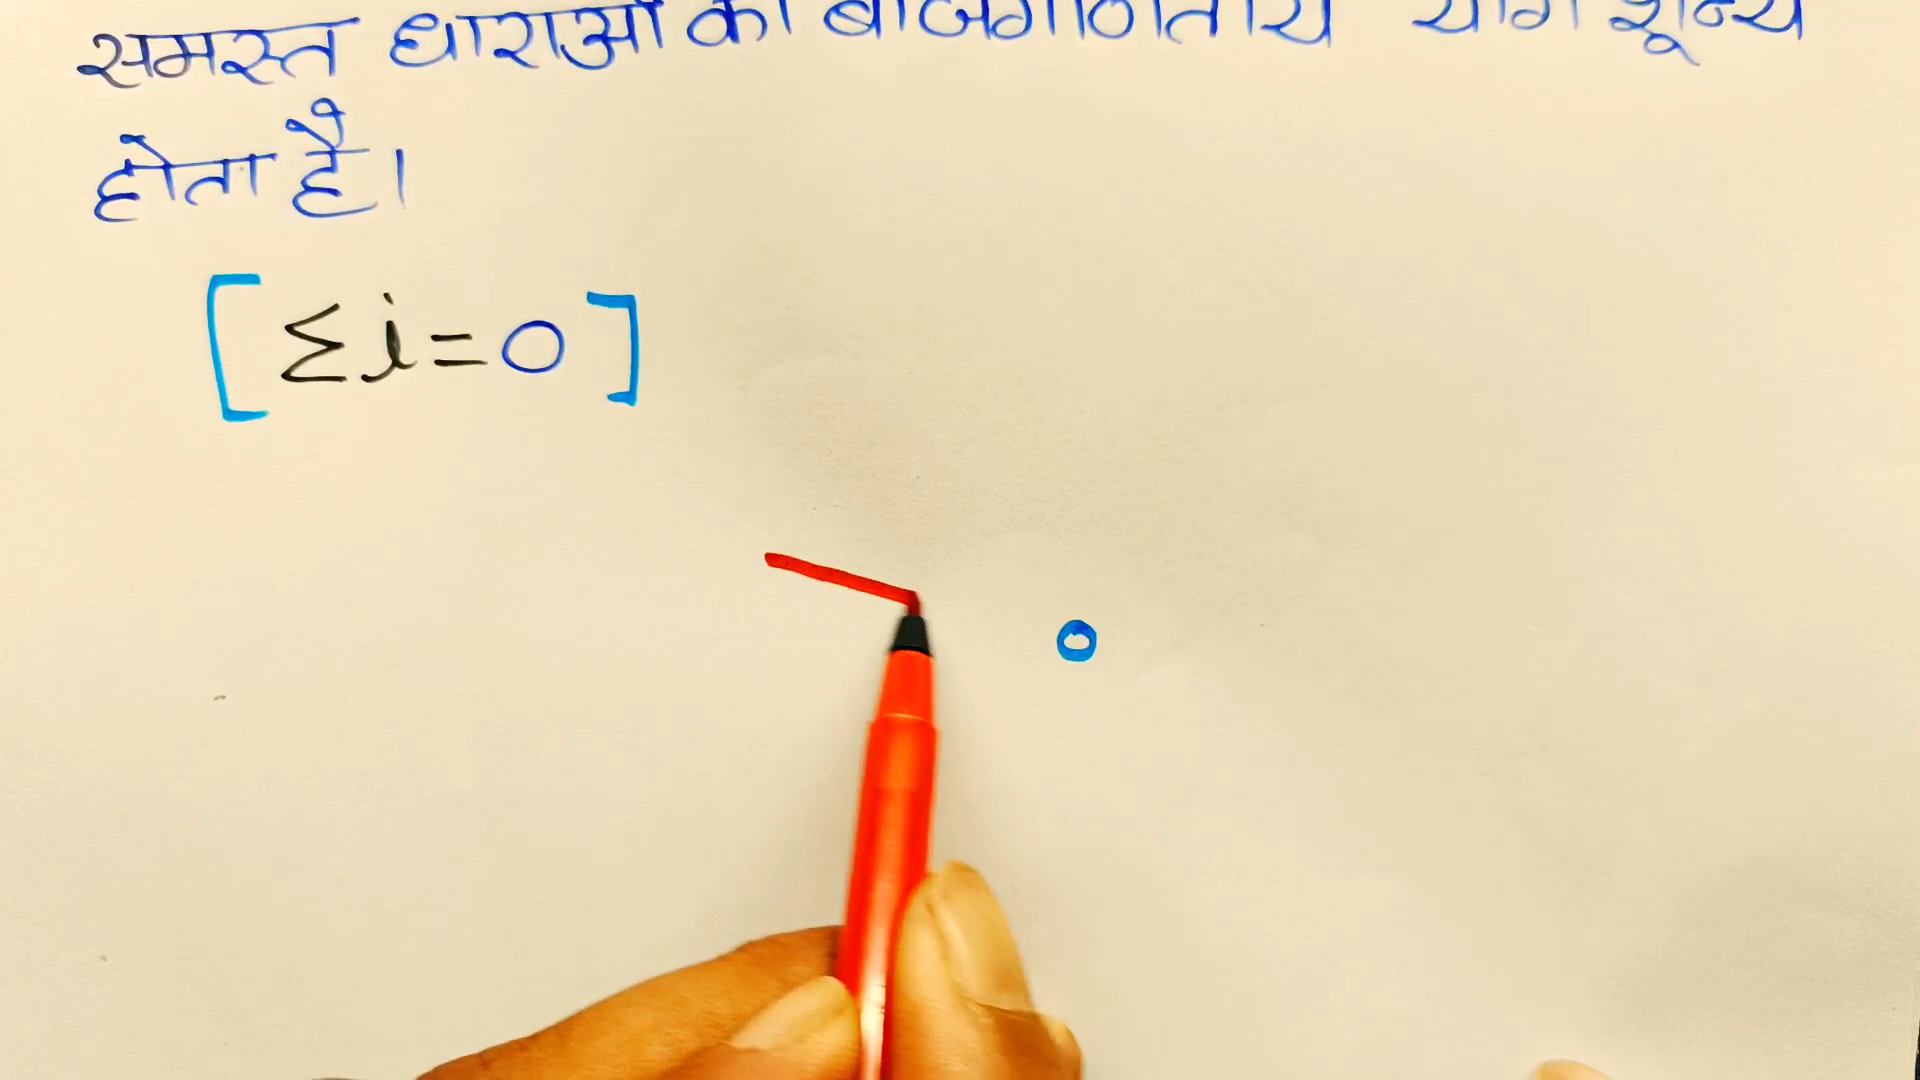 समस्त धाराओं का बीजगणितीय योग शून्य
होता है।
[ Σi=0 ]